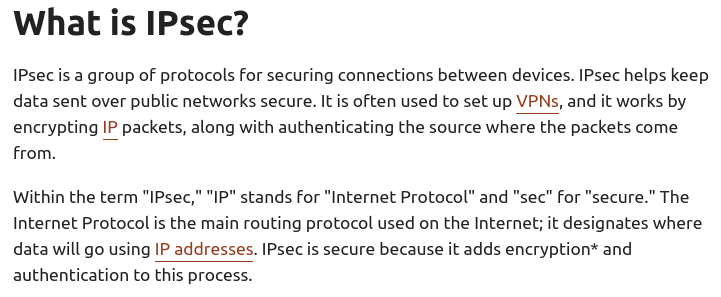 What is IPsec?
IPsec is a group of protocols for securing connections between devices. IPsec helps keep
data sent over public networks secure. It is often used to set up VPNs, and it works by
encrypting IP packets, along with authenticating the source where the packets come
from.
Within the term "IPsec," "IP" stands for "Internet Protocol" and "sec" for "secure." The
Internet Protocol is the main routing protocol used on the Internet; it designates where
data will go using IP addresses. IPsec is secure because it adds encryption* and
authentication to this process.